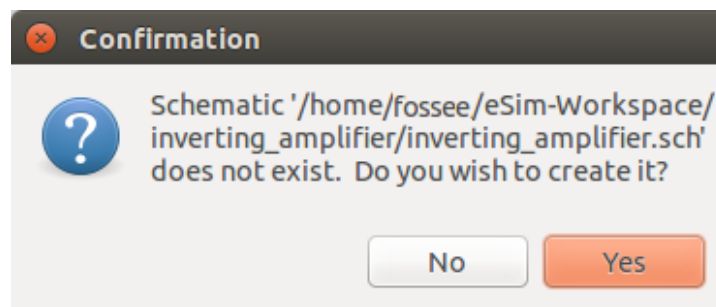 Confirmation
Schematic '/home/fossee/eSim-Workspace/
inverting_amplifier/inverting_amplifier.sch'
does not exist.  Do you wish to create it?
No
Yes